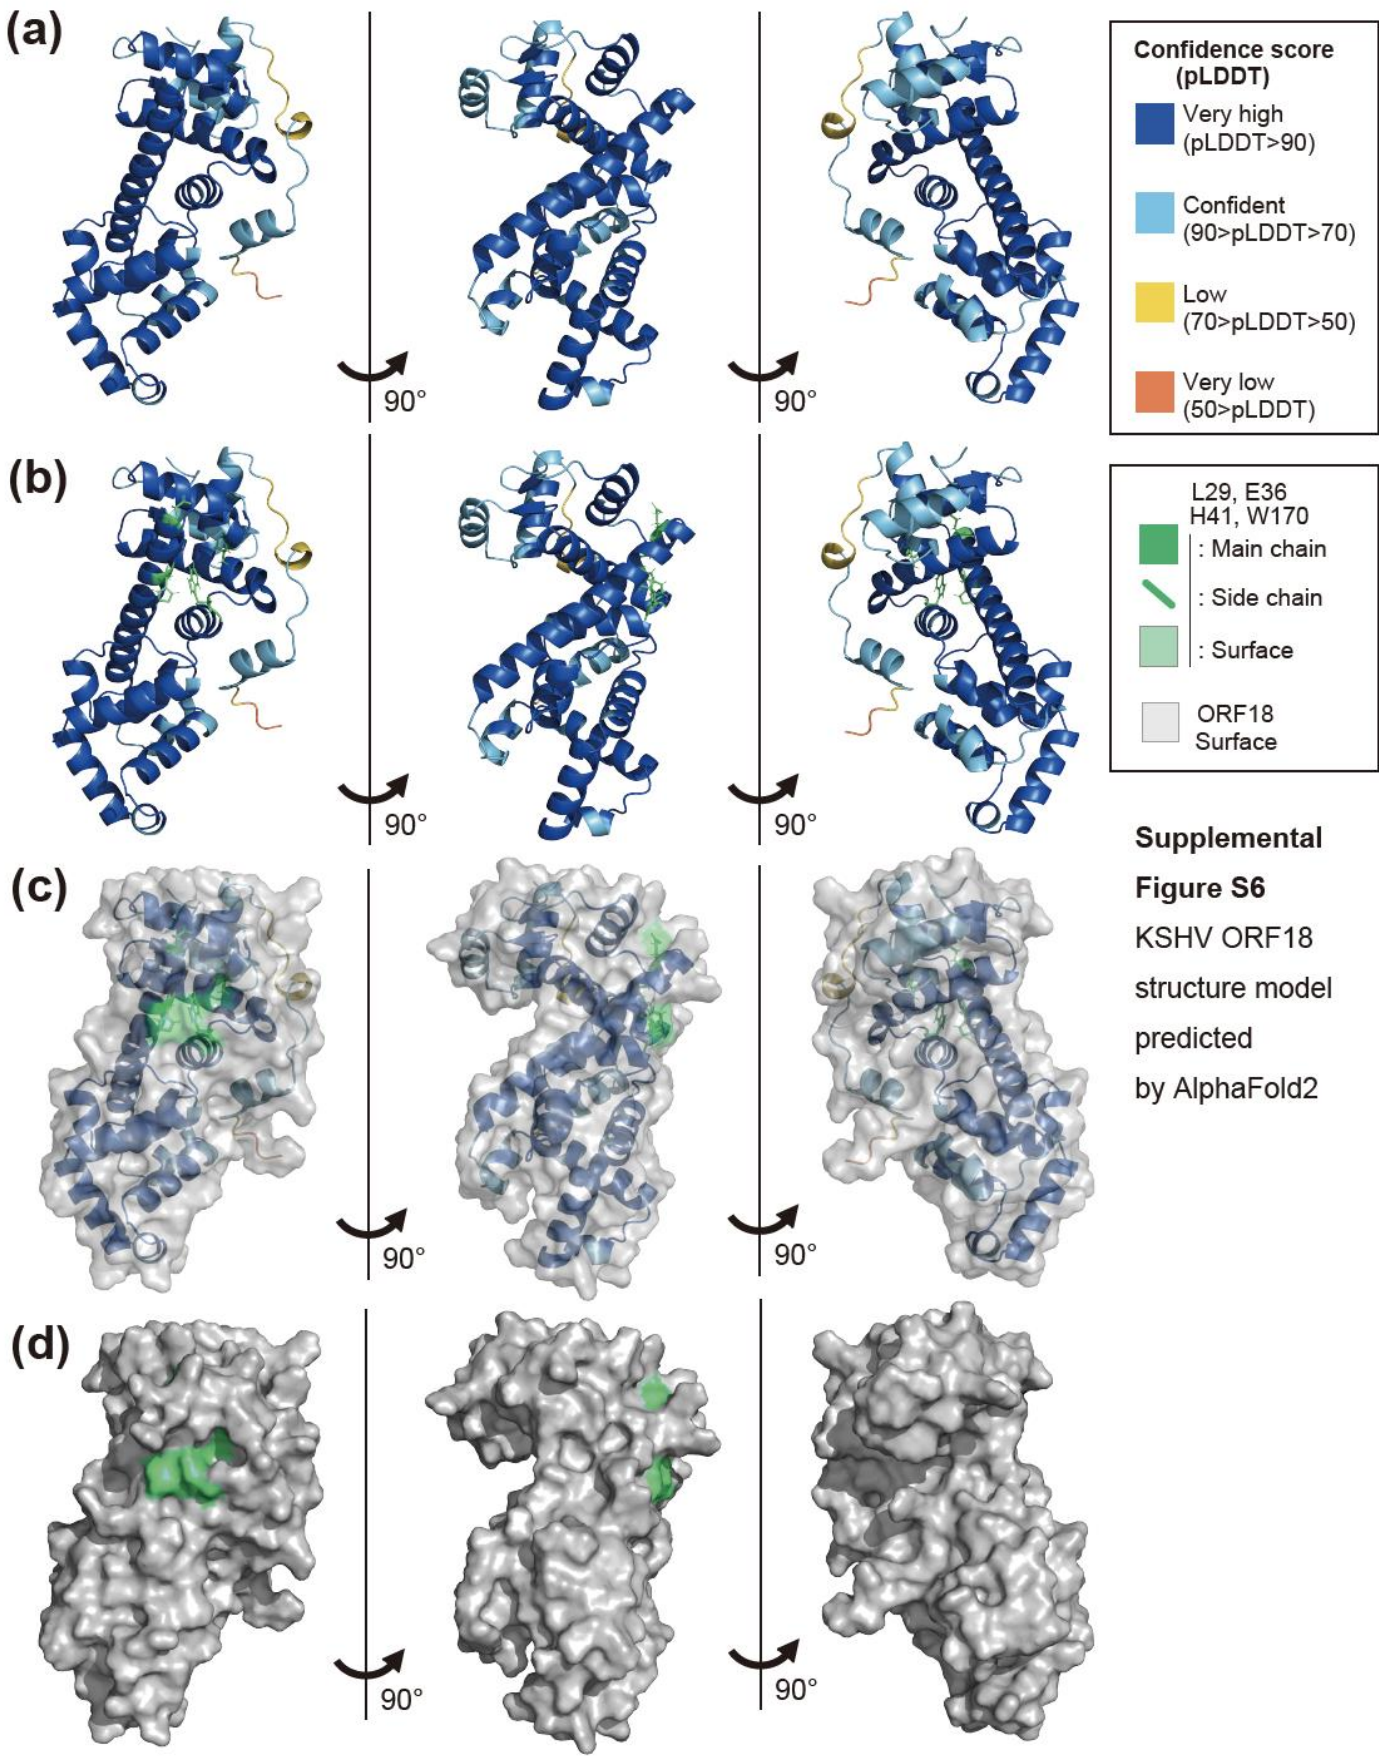 (a)
90°
90°
Confidence score
(pLDDT)
Very high
(pLDDT>90)
Confident
(90>pLDDT>70)
Low
(70>pLDDT>50)
Very low
(50>pLDDT)
(b)
90°
90°
L29, E36
H41, W170
: Main chain
: Side chain
: Surface
ORF18
Surface
(c)
90°
90°
Supplemental
Figure S6
KSHV ORF18
structure model
predicted
by AlphaFold2
(d)
90°
90°